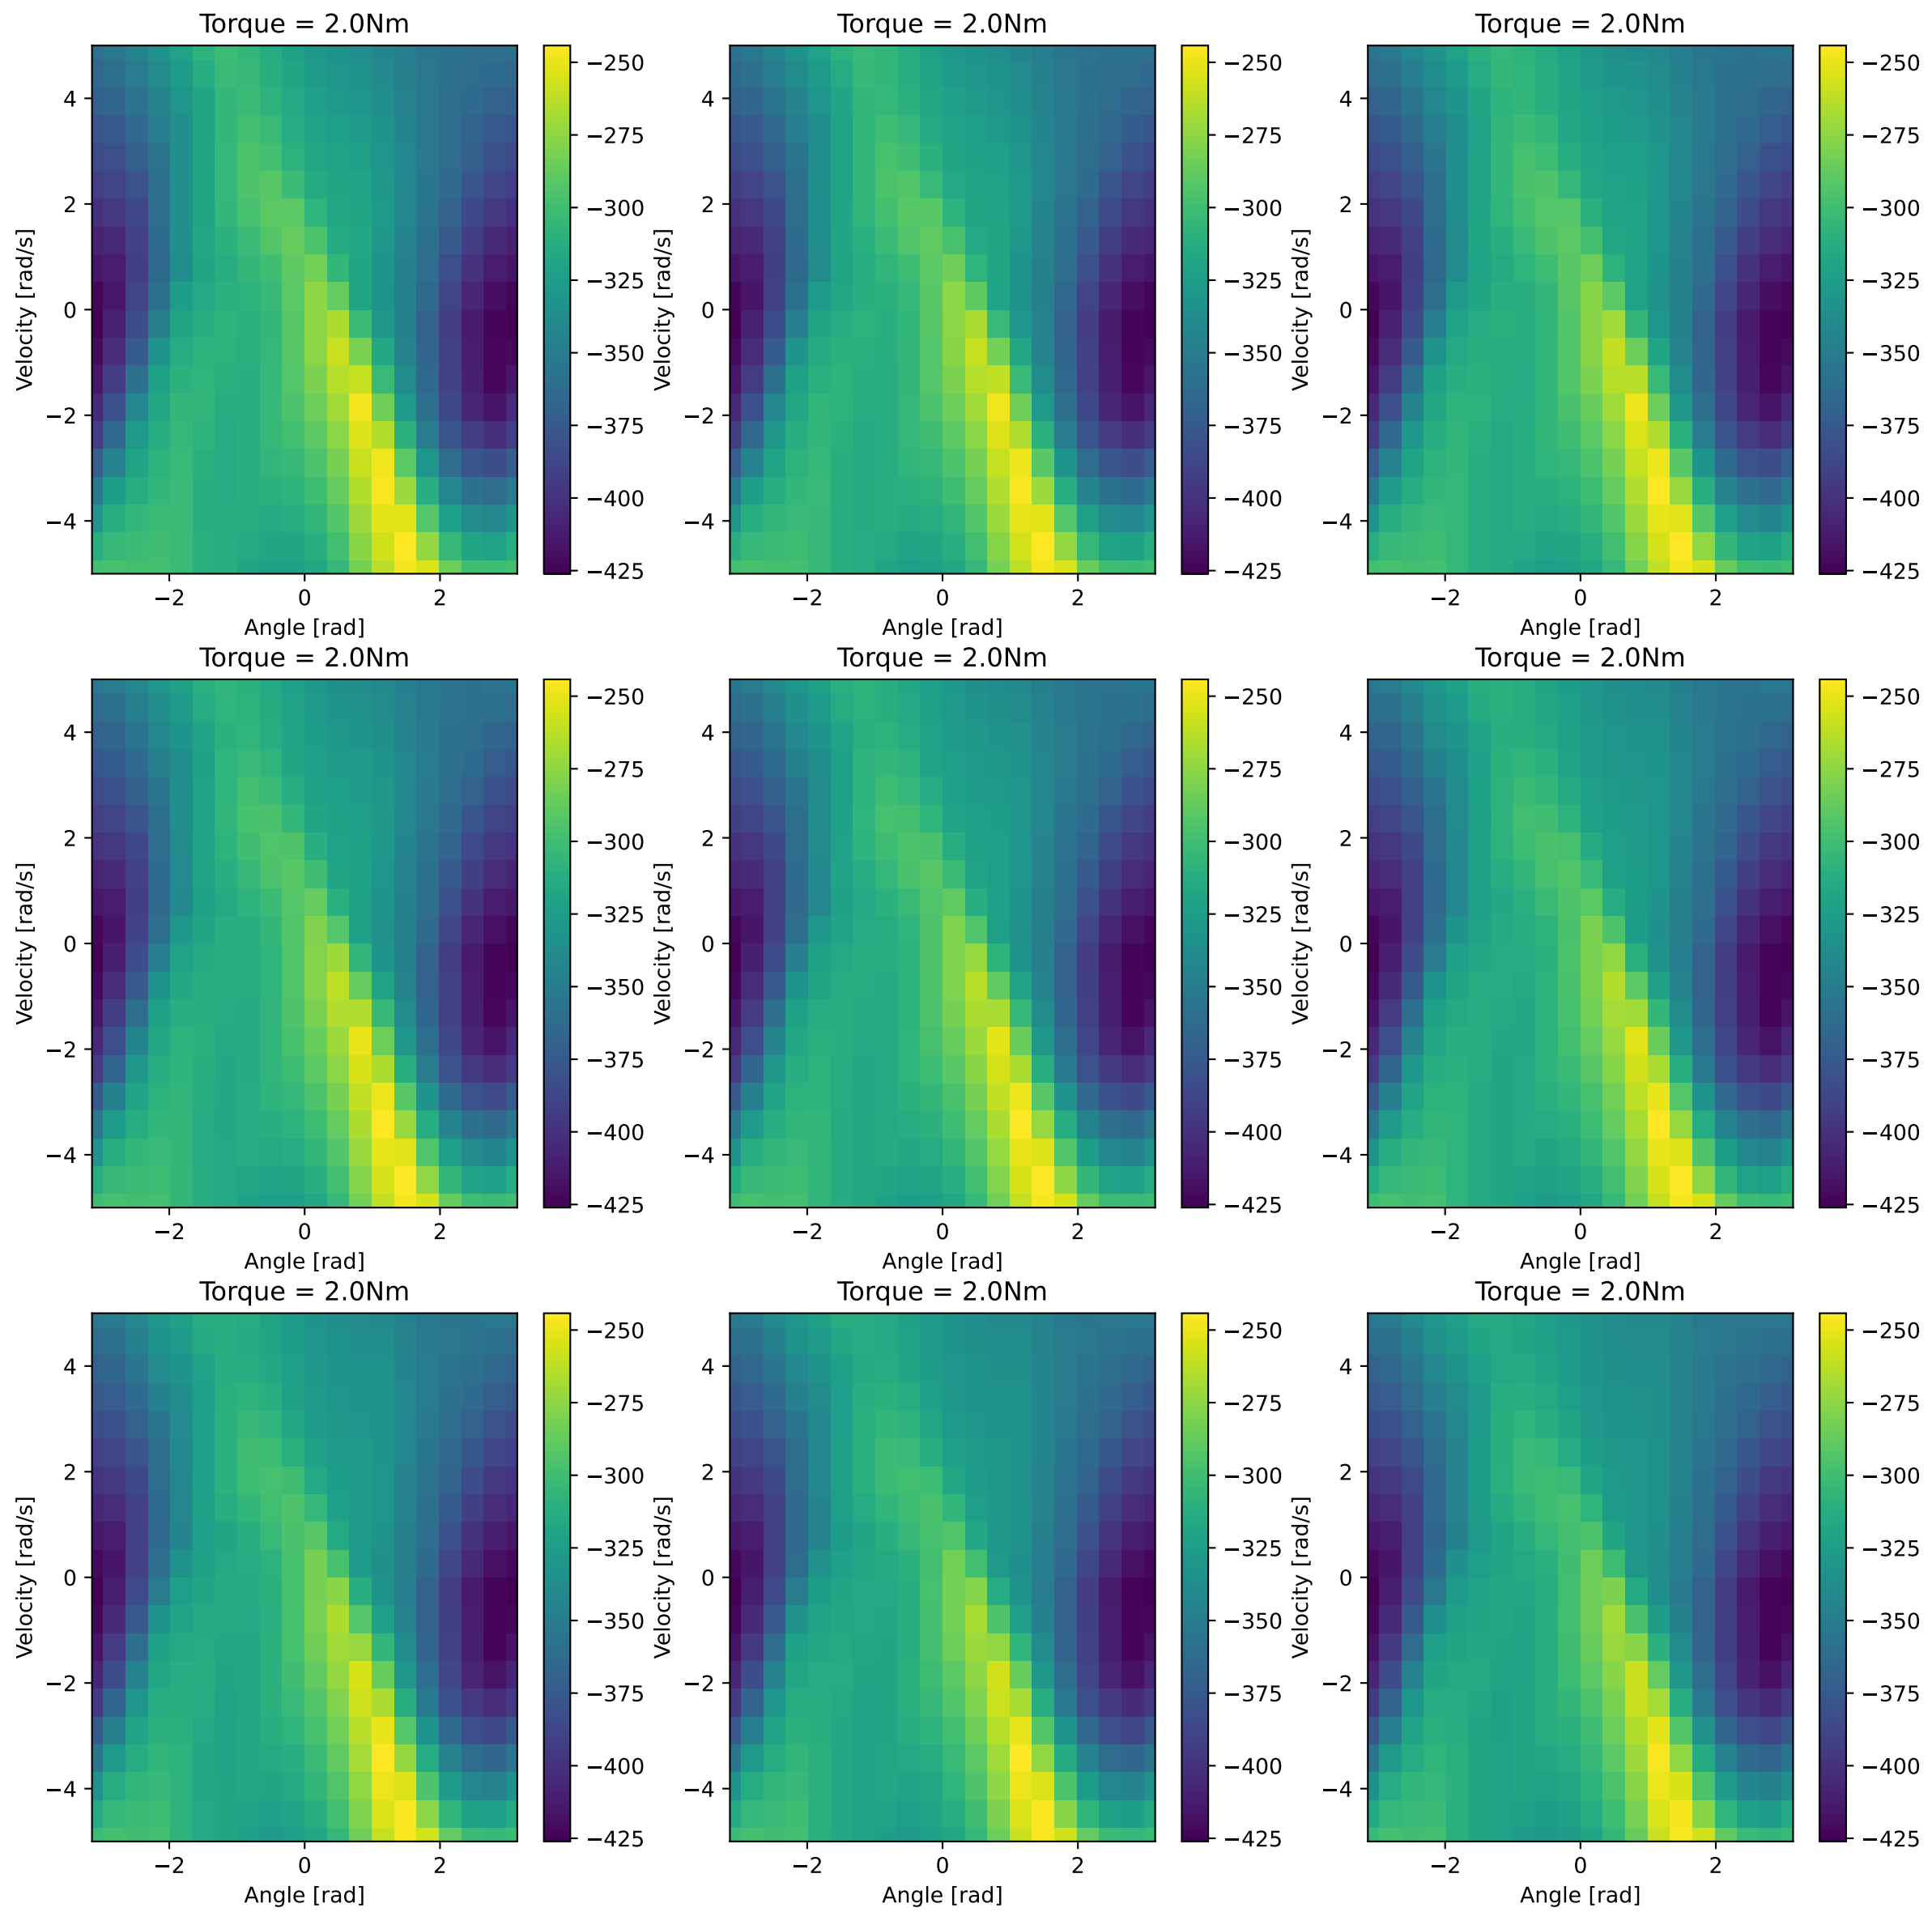 Torque = 2.0Nm Torque = 2.0Nm Torque = 2.0Nm
4 −250 4 −250 4 −250
−275 −275 −275
2 −300 2 −300 2 −300
Velocity [rad/s] 0 −325 Velocity [rad/s] 0 −325 Velocity [rad/s] 0 −325
−350 −350 −350
−2 −375 −2 −375 −2 −375
−400 −400 −400
−4 −425 −4 −425 −4 −425
−2 0 2 −2 0 2 −2 0 2
Angle [rad] Angle [rad] Angle [rad]
Torque = 2.0Nm Torque = 2.0Nm Torque = 2.0Nm
4 −250 4 −250 4 −250
−275 −275 −275
2 −300 2 −300 2 −300
Velocity [rad/s] 0 −325 Velocity [rad/s] 0 −325 Velocity [rad/s] 0 −325
−350 −350 −350
−2 −375 −2 −375 −2 −375
−400 −400 −400
−4 −425 −4 −425 −4 −425
−2 0 2 −2 0 2 −2 0 2
Angle [rad] Angle [rad] Angle [rad]
Torque = 2.0Nm Torque = 2.0Nm Torque = 2.0Nm
4 −250 4 −250 4 −250
−275 −275 −275
2 −300 2 −300 2 −300
Velocity [rad/s] 0 −325 Velocity [rad/s] 0 −325 Velocity [rad/s] 0 −325
−350 −350 −350
−2 −375 −2 −375 −2 −375
−400 −400 −400
−4 −425 −4 −425 −4 −425
−2 0 2 −2 0 2 −2 0 2
Angle [rad] Angle [rad] Angle [rad]